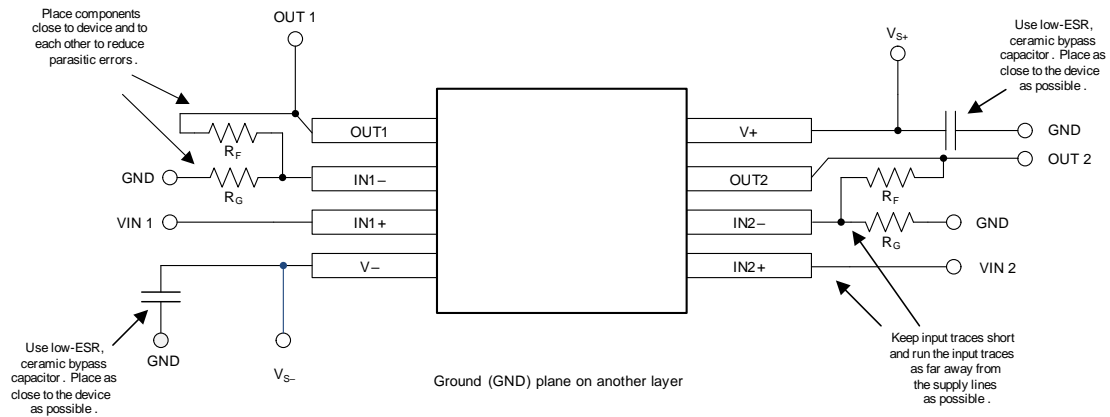 Place components
close to device and to
each other to reduce
parasitic errors .
OUT 1
VS+
Use low-ESR,
ceramic bypass
capacitor . Place as
close to the device
as possible .
OUT1
V+
GND
RF
OUT2
OUT 2
GND
IN1−
RF
RG
VIN 1
IN1+
IN2−
GND
RG
V−
IN2+
VIN 2
Use low-ESR,
ceramic bypass
capacitor . Place as
close to the device
as possible .
GND
VS−
Ground (GND) plane on another layer
Keep input traces short
and run the input traces
as far away from
the supply lines
as possible .